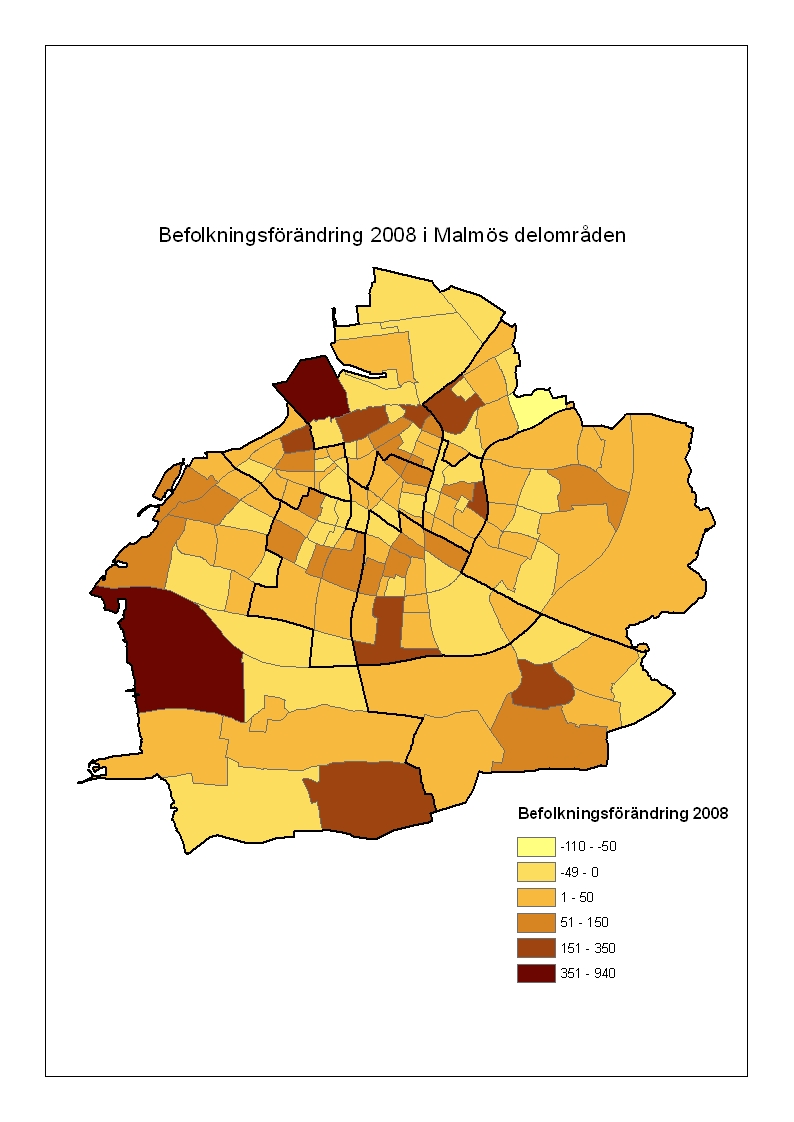 Befolkningsförändring 2008 i Malmös delområden
Befolkningsförändring 2008
-110 - -50
-49 - 0
1 - 50
51 - 150
151 - 350
351 - 940